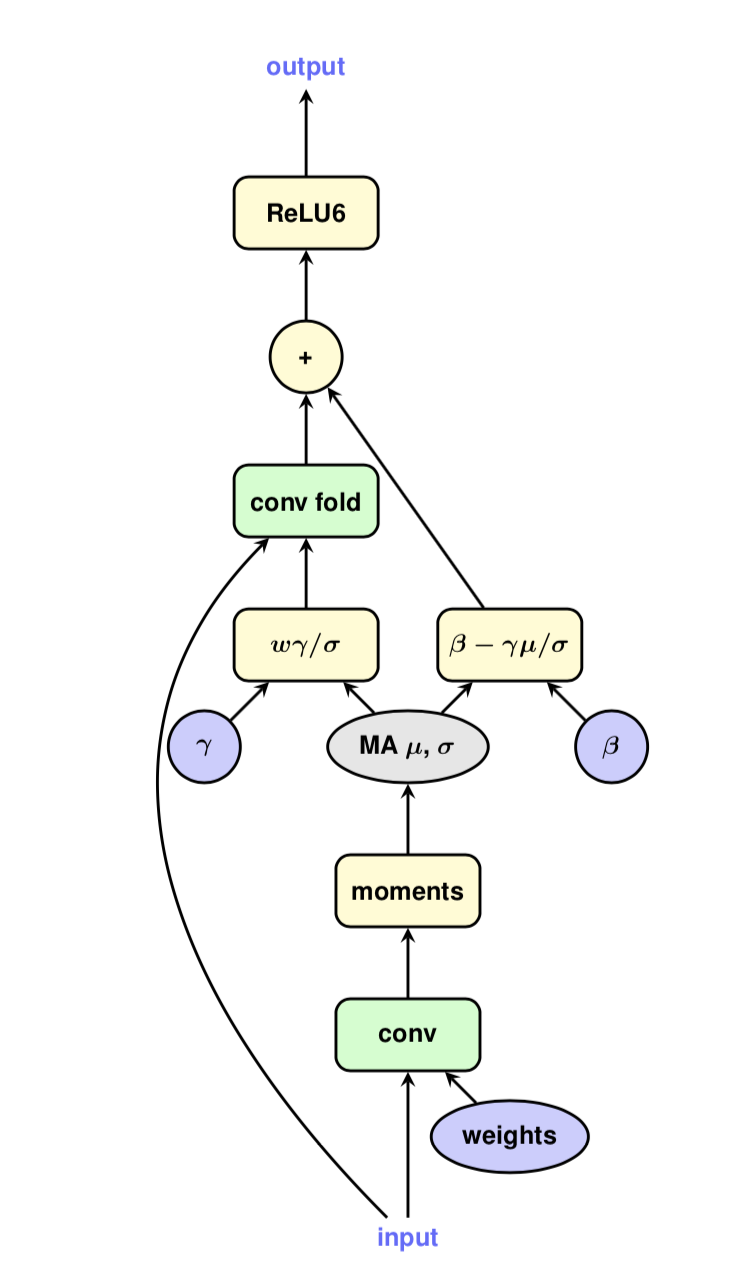 output
ReLU6
+
conv fold
wγ/σ
β − γμ/σ
γ
MA μ, σ
β
moments
conv
weights
input